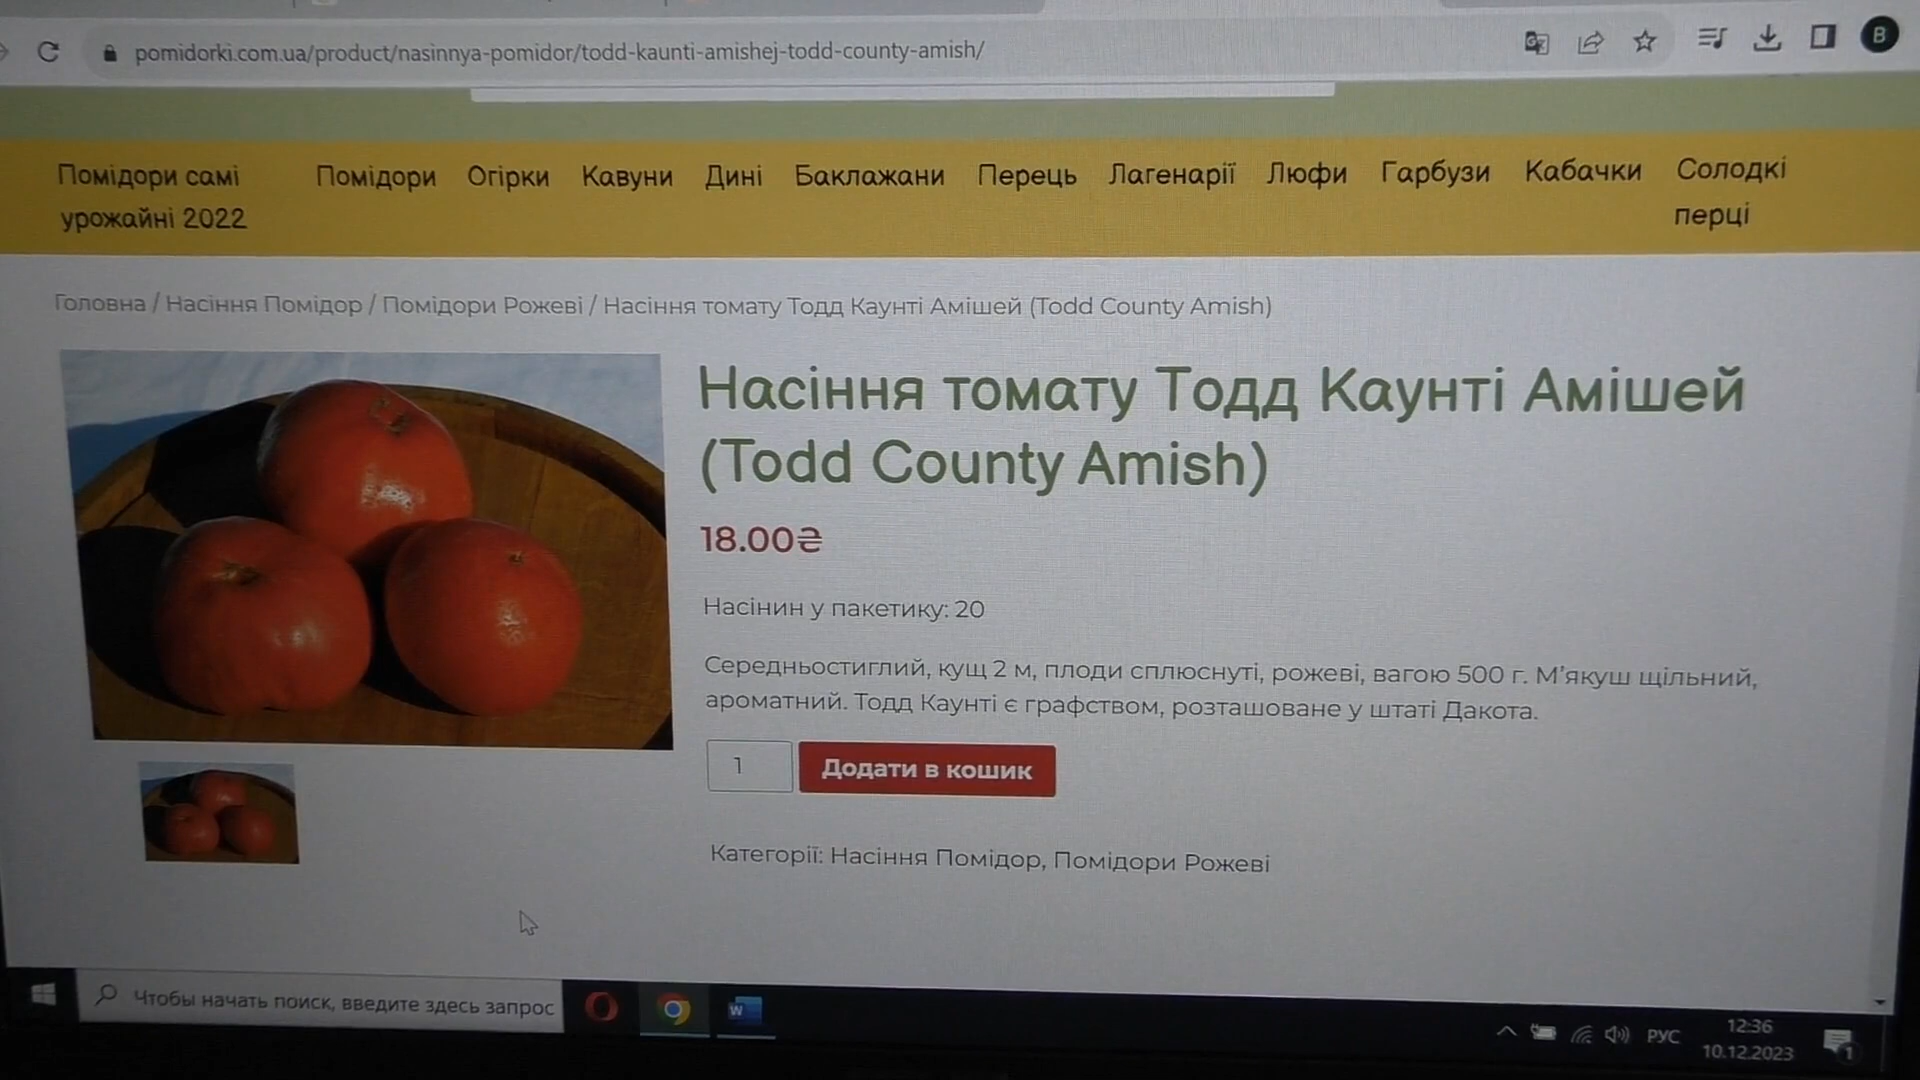 pomidorki.com.ua/product/nasinnya-pomidor/todd-kaunti-amishej-todd-county-amish/
B
Помідори самі урожайні 2022
Помідори
Огірки
Кавуни
Дині
Баклажани
Перець
Лагенарії
Люфи
Гарбузи
Кабачки
Солодкі перці
Головна / Насіння Помідор / Помідори Рожеві / Насіння томату Тодд Каунті Амішей (Todd County Amish)
Насіння томату Тодд Каунті Амішей
(Todd County Amish)
18.00₴
Насінин у пакетику: 20
Середньостиглий, кущ 2 м, плоди сплюснуті, рожеві, вагою 500 г. М'якуш щільний,
ароматний. Тодд Каунті є графством, розташоване у штаті Дакота.
1
Додати в кошик
Категорії: Насіння Помідор, Помідори Рожеві
Чтобы начать поиск, введите здесь запрос
W
РУС
12:36
10.12.2023
1